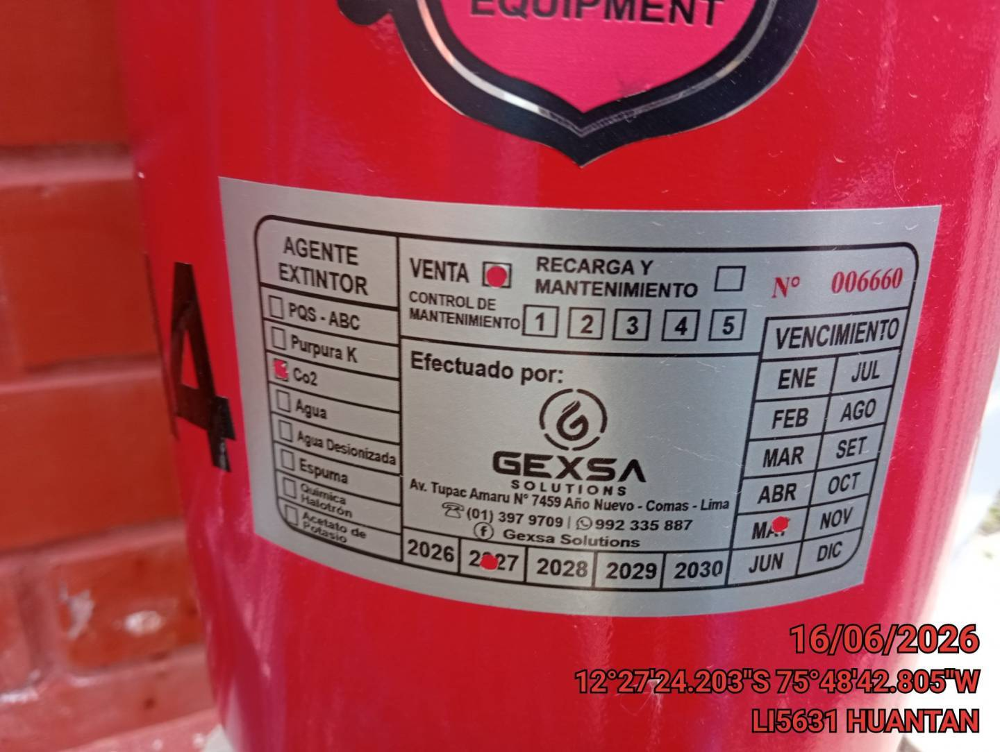 EQUIPMENT
4
AGENTE
EXTINTOR
PQS - ABC
Purpura K
Co2
Agua
Agua Desionizada
Espuma
Quimica
Halotrón
Acetato de
Potasio
VENTA
RECARGA Y
MANTENIMIENTO
CONTROL DE
MANTENIMIENTO
1 2 3 4 5
N° 006660
Efectuado por:
GEXSA
SOLUTIONS
Av. Tupac Amaru N° 7459 Año Nuevo - Comas - Lima
(01) 397 9709 | 992 335 887
f Gexsa Solutions
2026 2027 2028 2029 2030
VENCIMIENTO
ENE JUL
FEB AGO
MAR SET
ABR OCT
MAY NOV
JUN DIC
16/06/2026
12°27'24.203"S 75°48'42.805"W
LI5631 HUANTAN